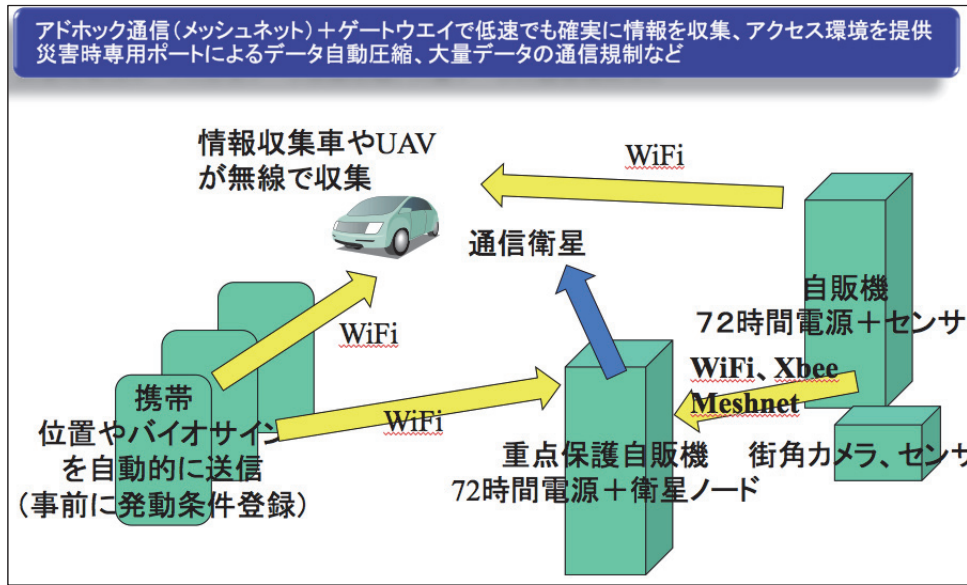 アドホック通信（メッシュネット）＋ゲートウエイで低速でも確実に情報を収集、アクセス環境を提供
災害時専用ポートによるデータ自動圧縮、大量データの通信規制など
情報収集車やUAV
が無線で収集
WiFi
通信衛星
自販機
７２時間電源＋センサ
WiFi
WiFi、Xbee
Meshnet
携帯
位置やバイオサイン
を自動的に送信
（事前に発動条件登録）
WiFi
重点保護自販機
72時間電源＋衛星ノード
街角カメラ、センサ